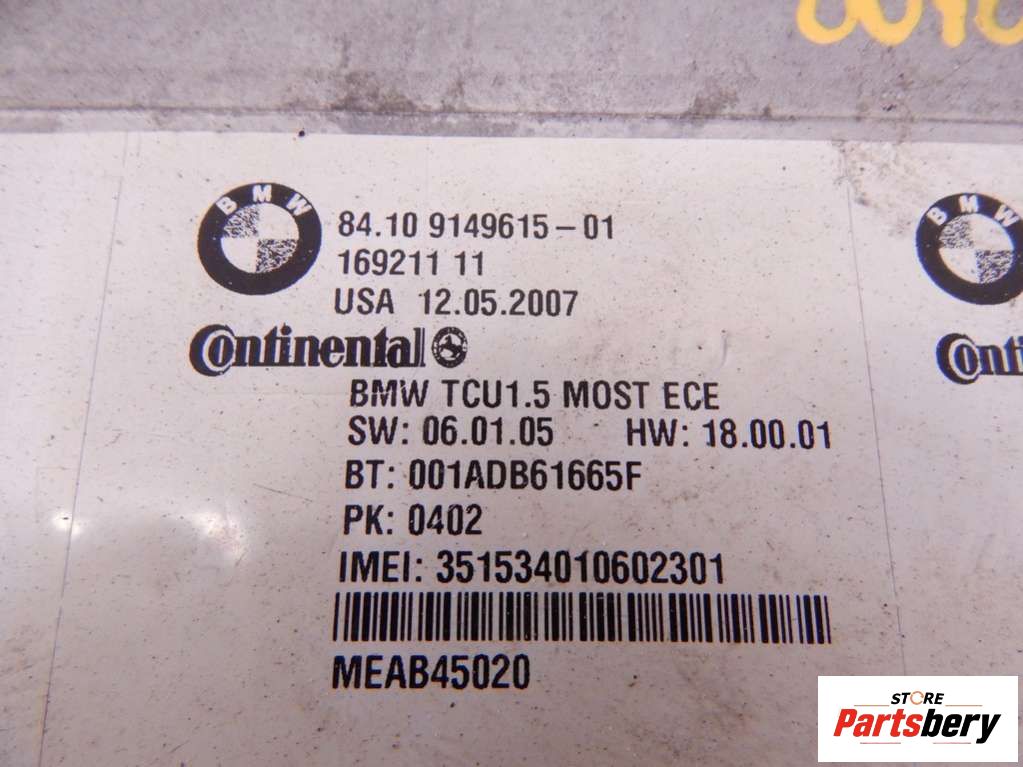 BMW
84.10 9149615-01
169211 11
USA 12.05.2007
Continental
BMW TCU1.5 MOST ECE
SW: 06.01.05 HW: 18.00.01
BT: 001ADB61665F
PK: 0402
IMEI: 351534010602301
MEAB45020
BMW
STORE
Partsbery